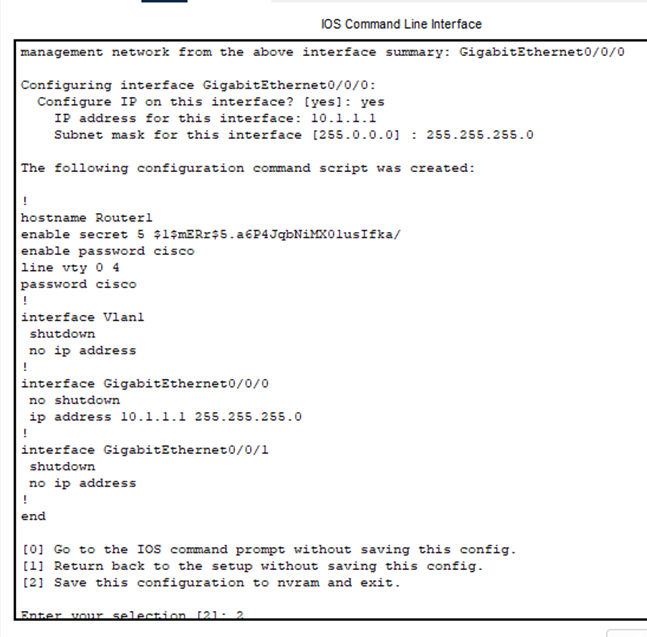 IOS Command Line Interface
management network from the above interface summary: GigabitEthernet0/0/0
Configuring interface GigabitEthernet0/0/0:
Configure IP on this interface? [yes]: yes
IP address for this interface: 10.1.1.1
Subnet mask for this interface [255.0.0.0] : 255.255.255.0
The following configuration command script was created:
!
hostname Router1
enable secret 5 $1$mERr$5.a6P4JqbNiMX01usIfka/
enable password cisco
line vty 0 4
password cisco
!
interface Vlan1
shutdown
no ip address
!
interface GigabitEthernet0/0/0
no shutdown
ip address 10.1.1.1 255.255.255.0
!
interface GigabitEthernet0/0/1
shutdown
no ip address
!
end
[0] Go to the IOS command prompt without saving this config.
[1] Return back to the setup without saving this config.
[2] Save this configuration to nvram and exit.
Enter your selection [2]: 2